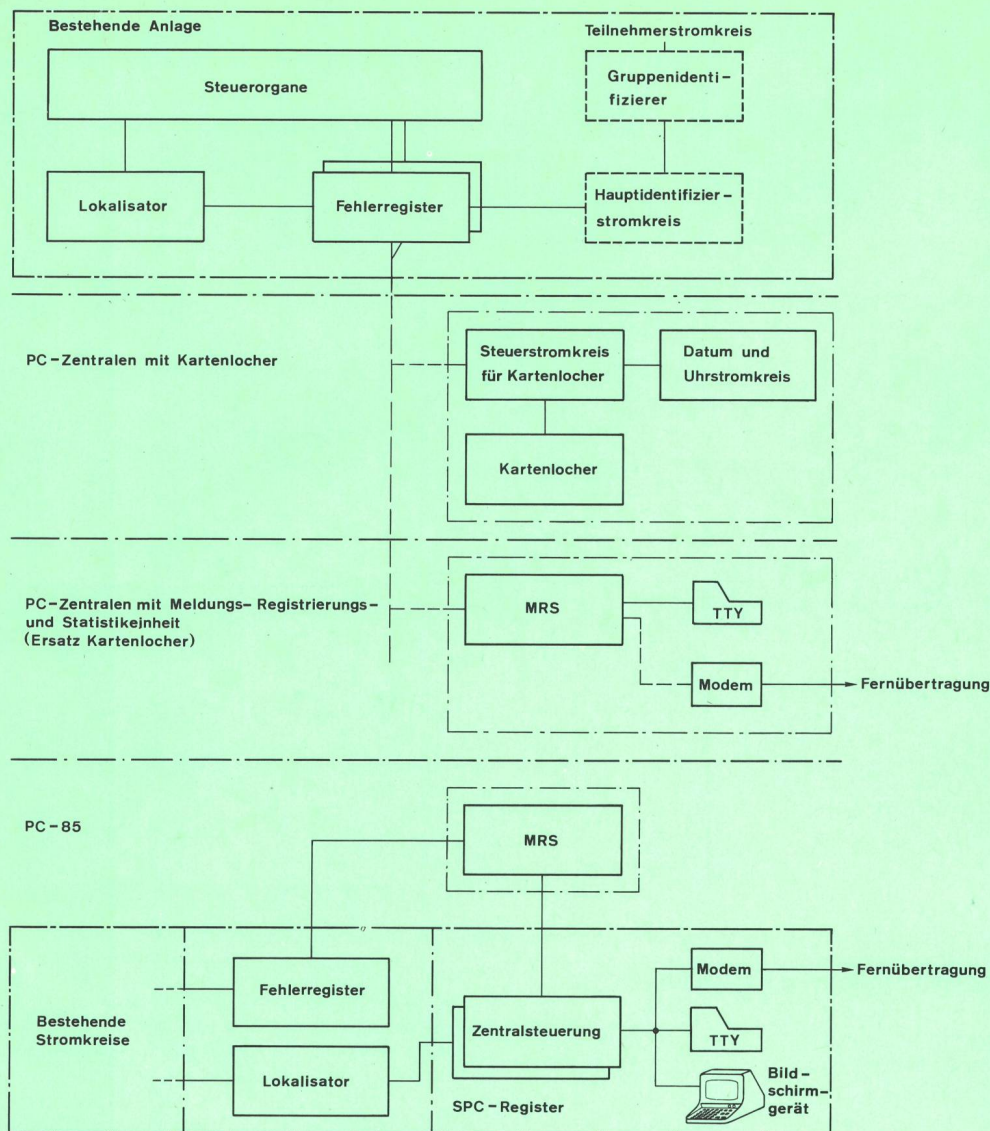 Bestehende Anlage
Teilnehmerstromkreis
Steuerorgane
Gruppenidenti-
fizierer
Lokalisator
Fehlerregister
Hauptidentifizier-
stromkreis
PC-Zentralen mit Kartenlocher
Steuerstromkreis
für Kartenlocher
Datum und
Uhrstromkreis
Kartenlocher
PC-Zentralen mit Meldungs-Registrierungs-
und Statistikeinheit
(Ersatz Kartenlocher)
MRS
TTY
Modem
Fernübertragung
PC-85
MRS
Bestehende
Stromkreise
Fehlerregister
Lokalisator
Zentralsteuerung
SPC-Register
Modem
Fernübertragung
TTY
Bild-
schirm-
gerät